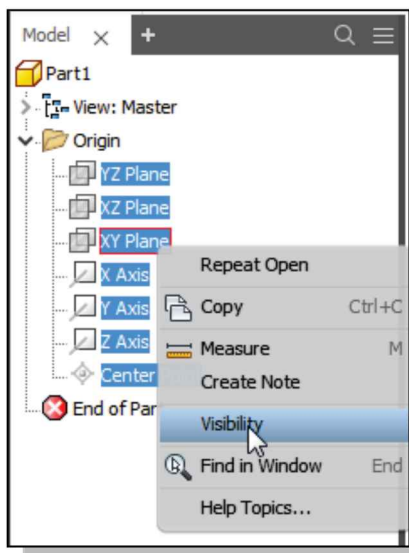 Model × +
Part1
View: Master
Origin
YZ Plane
XZ Plane
XY Plane
X Axis
Y Axis
Z Axis
Center
End of Par
Repeat Open
Copy Ctrl+C
Measure M
Create Note
Visibility
Find in Window End
Help Topics...